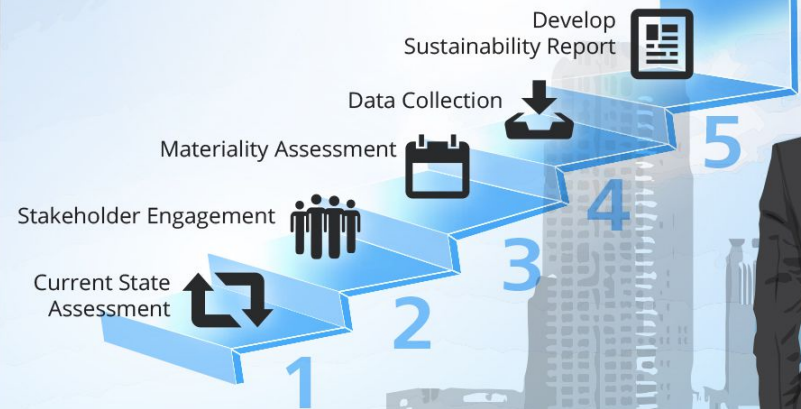 Develop
Sustainability Report
Data Collection
Materiality Assessment
Stakeholder Engagement
Current State
Assessment
5
4
3
2
1